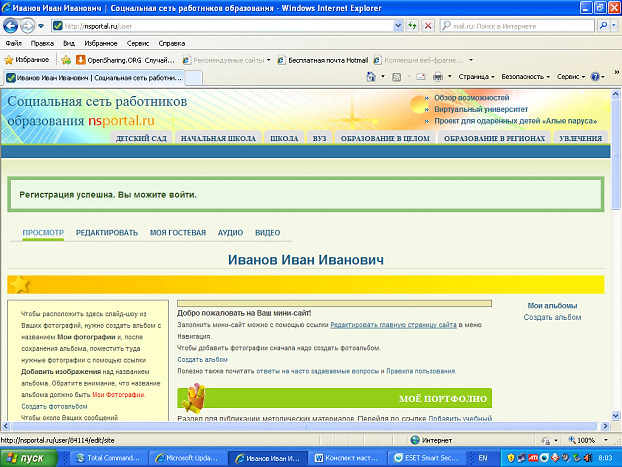 Иванов Иван Иванович | Социальная сеть работников образования - Windows Internet Explorer
http://nsportal.ru/user
mail.ru: Поиск в Интернете
Файл Правка Вид Избранное Сервис Справка
Избранное OpenSharing.ORG Случай... Рекомендуемые сайты Бесплатная почта Hotmail Коллекция веб-фрагме...
Иванов Иван Иванович | Социальная сеть работни...
Страница Безопасность Сервис
Социальная сеть работников
образования nsportal.ru
» Обзор возможностей
» Виртуальный университет
» Проект для одаренных детей «Алые паруса»
ДЕТСКИЙ САД НАЧАЛЬНАЯ ШКОЛА ШКОЛА ВУЗ ОБРАЗОВАНИЕ В ЦЕЛОМ ОБРАЗОВАНИЕ В РЕГИОНАХ УВЛЕЧЕНИЯ
Регистрация успешна. Вы можете войти.
ПРОСМОТР РЕДАКТИРОВАТЬ МОЯ ГОСТЕВАЯ АУДИО ВИДЕО
Иванов Иван Иванович
Чтобы расположить здесь слайд-шоу из
Ваших фотографий, нужно создать альбом с
названием Мои фотографии и, после
сохранения альбома, поместить туда
нужные фотографии с помощью ссылки
Добавить изображения над названием
альбома. Обратите внимание, что название
альбома должно быть Мои Фотографии.
Создать фотоальбом
Чтобы около Ваших сообщений
Добро пожаловать на Ваш мини-сайт!
Заполнить мини-сайт можно с помощью ссылки Редактировать главную страницу сайта в меню
Навигация.
Чтобы добавить фотографии сначала надо создать фотоальбом.
Создать альбом
Полезно также почитать ответы на часто задаваемые вопросы и Правила пользования.
МОЁ ПОРТФОЛИО
Раздел для публикации методических материалов. Перейдя по ссылке Добавить учебный
Мои альбомы
Создать альбом
http://nsportal.ru/user/84114/edit/site
Интернет
100%
пуск Total Command... Microsoft Upda... Иванов Иван И... Конспект наст... ESET Smart Sec... EN 8:03